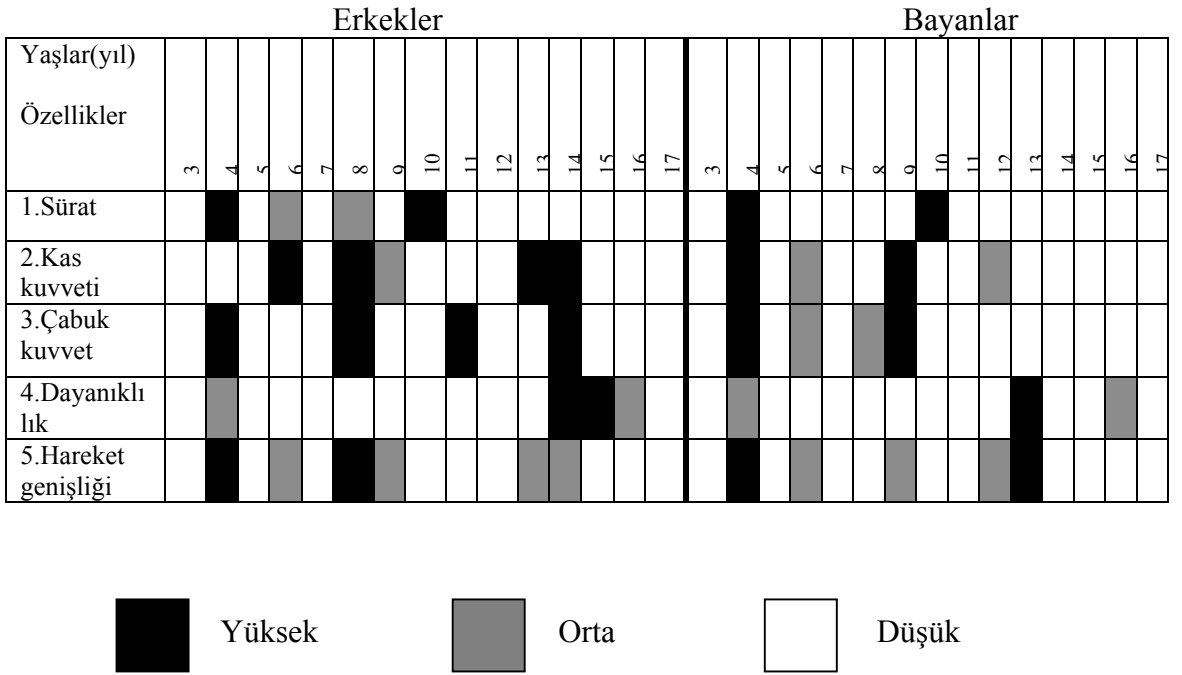 Erkekler Bayanlar
Yaşlar(yıl)
Özellikler
3 4 5 6 7 8 9 10 11 12 13 14 15 16 17 3 4 5 6 7 8 9 10 11 12 13 14 15 16 17
1.Sürat
2.Kas
kuvveti
3.Çabuk
kuvvet
4.Dayanıklı
lık
5.Hareket
genişliği
Yüksek Orta Düşük